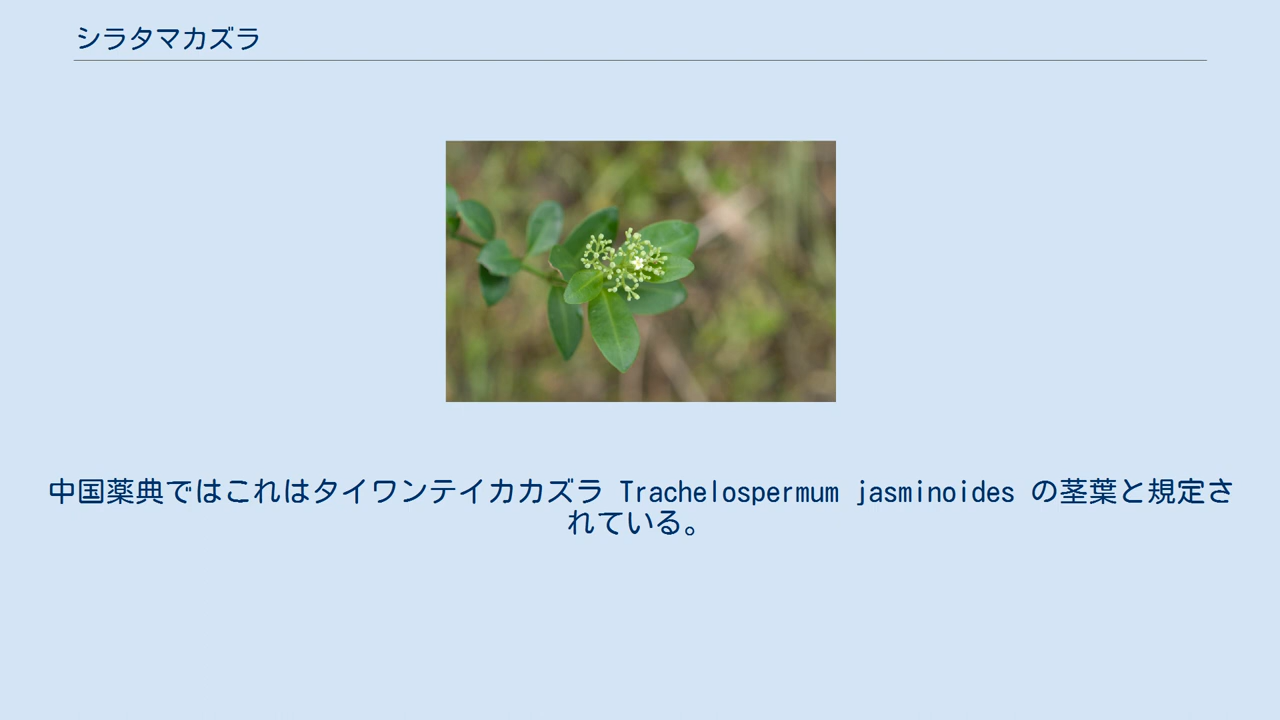 シラタマカズラ
中国薬典ではこれはタイワンテイカカズラ Trachelospermum jasminoides の茎葉と規定さ
れている。